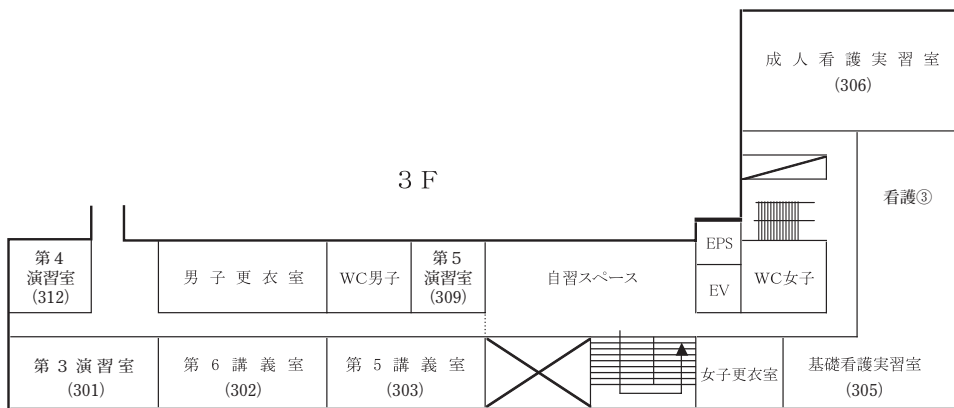 成人看護実習室
(306)
3F
看護③
第4
演習室
(312)
男子更衣室
WC男子
第5
演習室
(309)
自習スペース
EPS
EV
WC女子
第3演習室
(301)
第6講義室
(302)
第5講義室
(303)
女子更衣室
基礎看護実習室
(305)